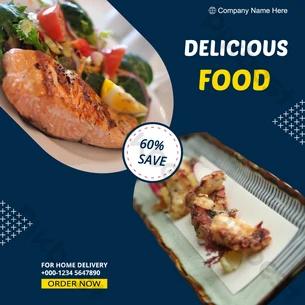 Company Name Here
DELICIOUS
FOOD
60%
SAVE
FOR HOME DELIVERY
+000-1234 5647890
ORDER NOW